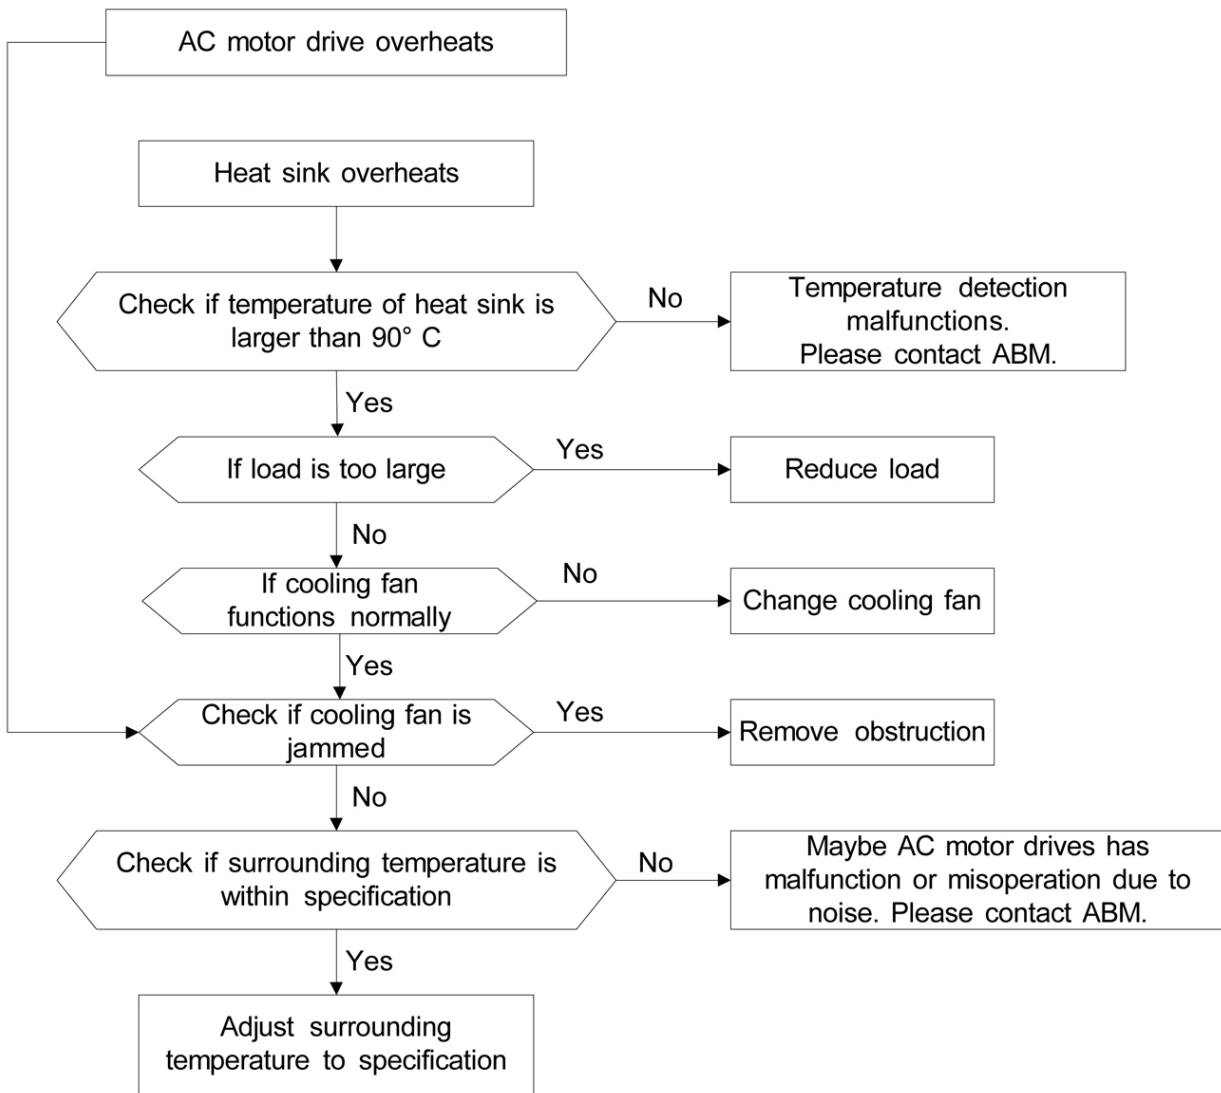 AC motor drive overheats
Heat sink overheats
Check if temperature of heat sink is
larger than 90° C
No
Temperature detection
malfunctions.
Please contact ABM.
Yes
If load is too large
Yes
Reduce load
No
If cooling fan
functions normally
No
Change cooling fan
Yes
Check if cooling fan is
jammed
Yes
Remove obstruction
No
Check if surrounding temperature is
within specification
No
Maybe AC motor drives has
malfunction or misoperation due to
noise. Please contact ABM.
Yes
Adjust surrounding
temperature to specification